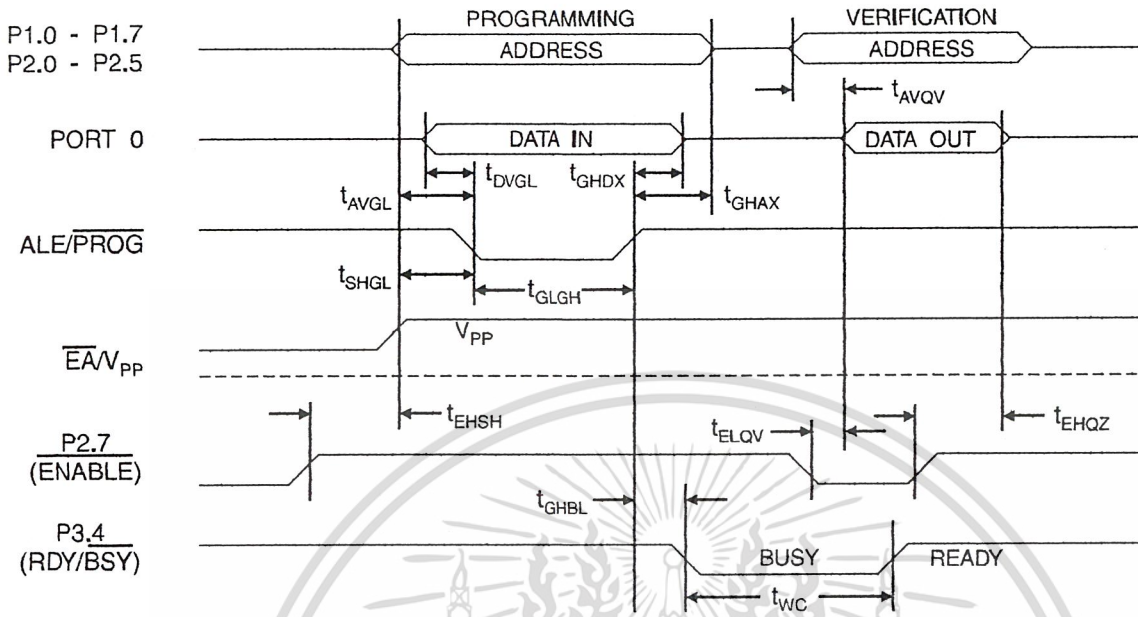 PROGRAMMING VERIFICATION
P1.0 - P1.7
P2.0 - P2.5
ADDRESS ADDRESS
tAVQV
PORT 0 DATA IN DATA OUT
tDVGL tGHDX
tAVGL tGHAX
ALE/PROG
tSHGL tGLGH
VPP
EA/VPP
tEHSH tELQV tEHQZ
P2.7
(ENABLE)
tGHBL
P3.4
(RDY/BSY) BUSY READY
tWC